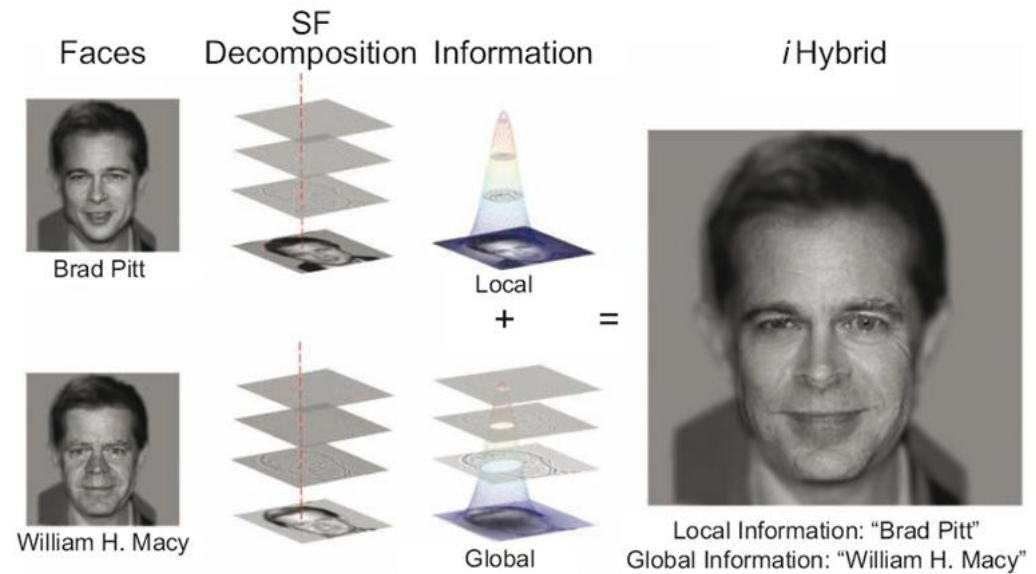 Faces
SF
Decomposition
Information
i Hybrid
Brad Pitt
Local
+
=
William H. Macy
Global
Local Information: “Brad Pitt”
Global Information: “William H. Macy”